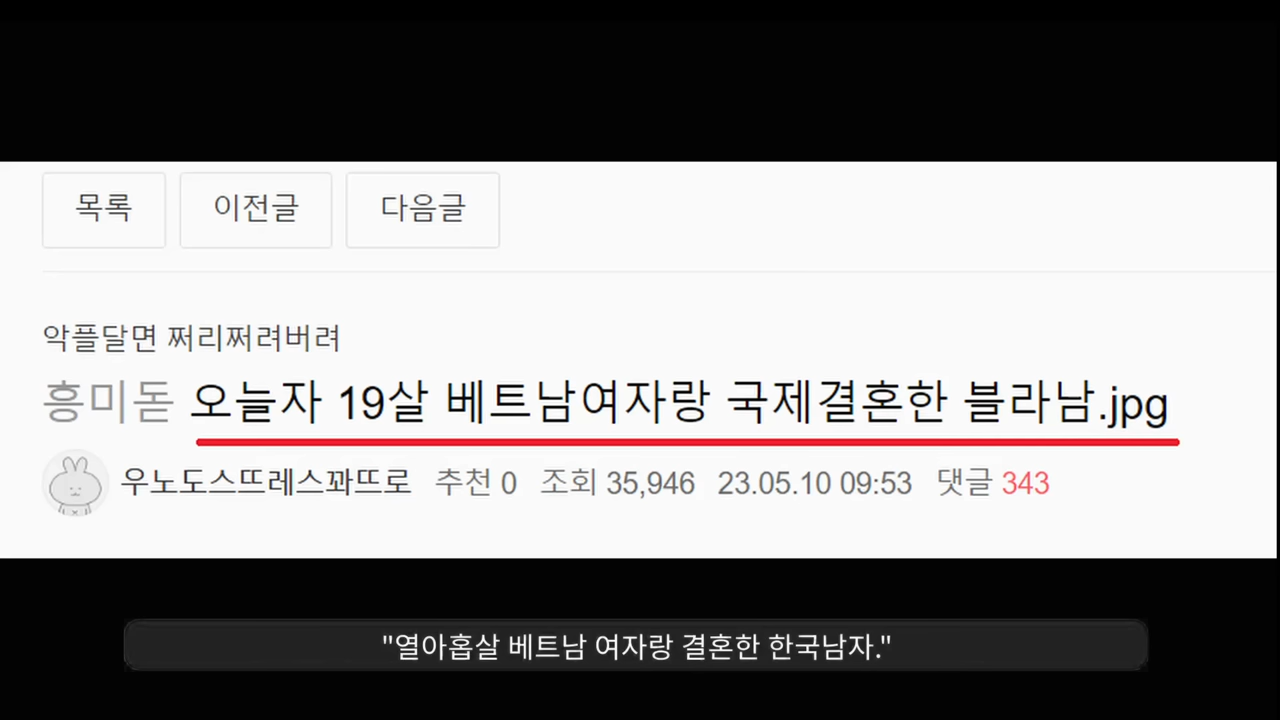 목록 이전글 다음글
악플달면 쩌리쩌려버려
흥미돋 오늘자 19살 베트남여자랑 국제결혼한 블라남.jpg
우노도스뜨레스꽈뜨로 추천 0 조회 35,946 23.05.10 09:53 댓글 343
"열아홉살 베트남 여자랑 결혼한 한국남자."